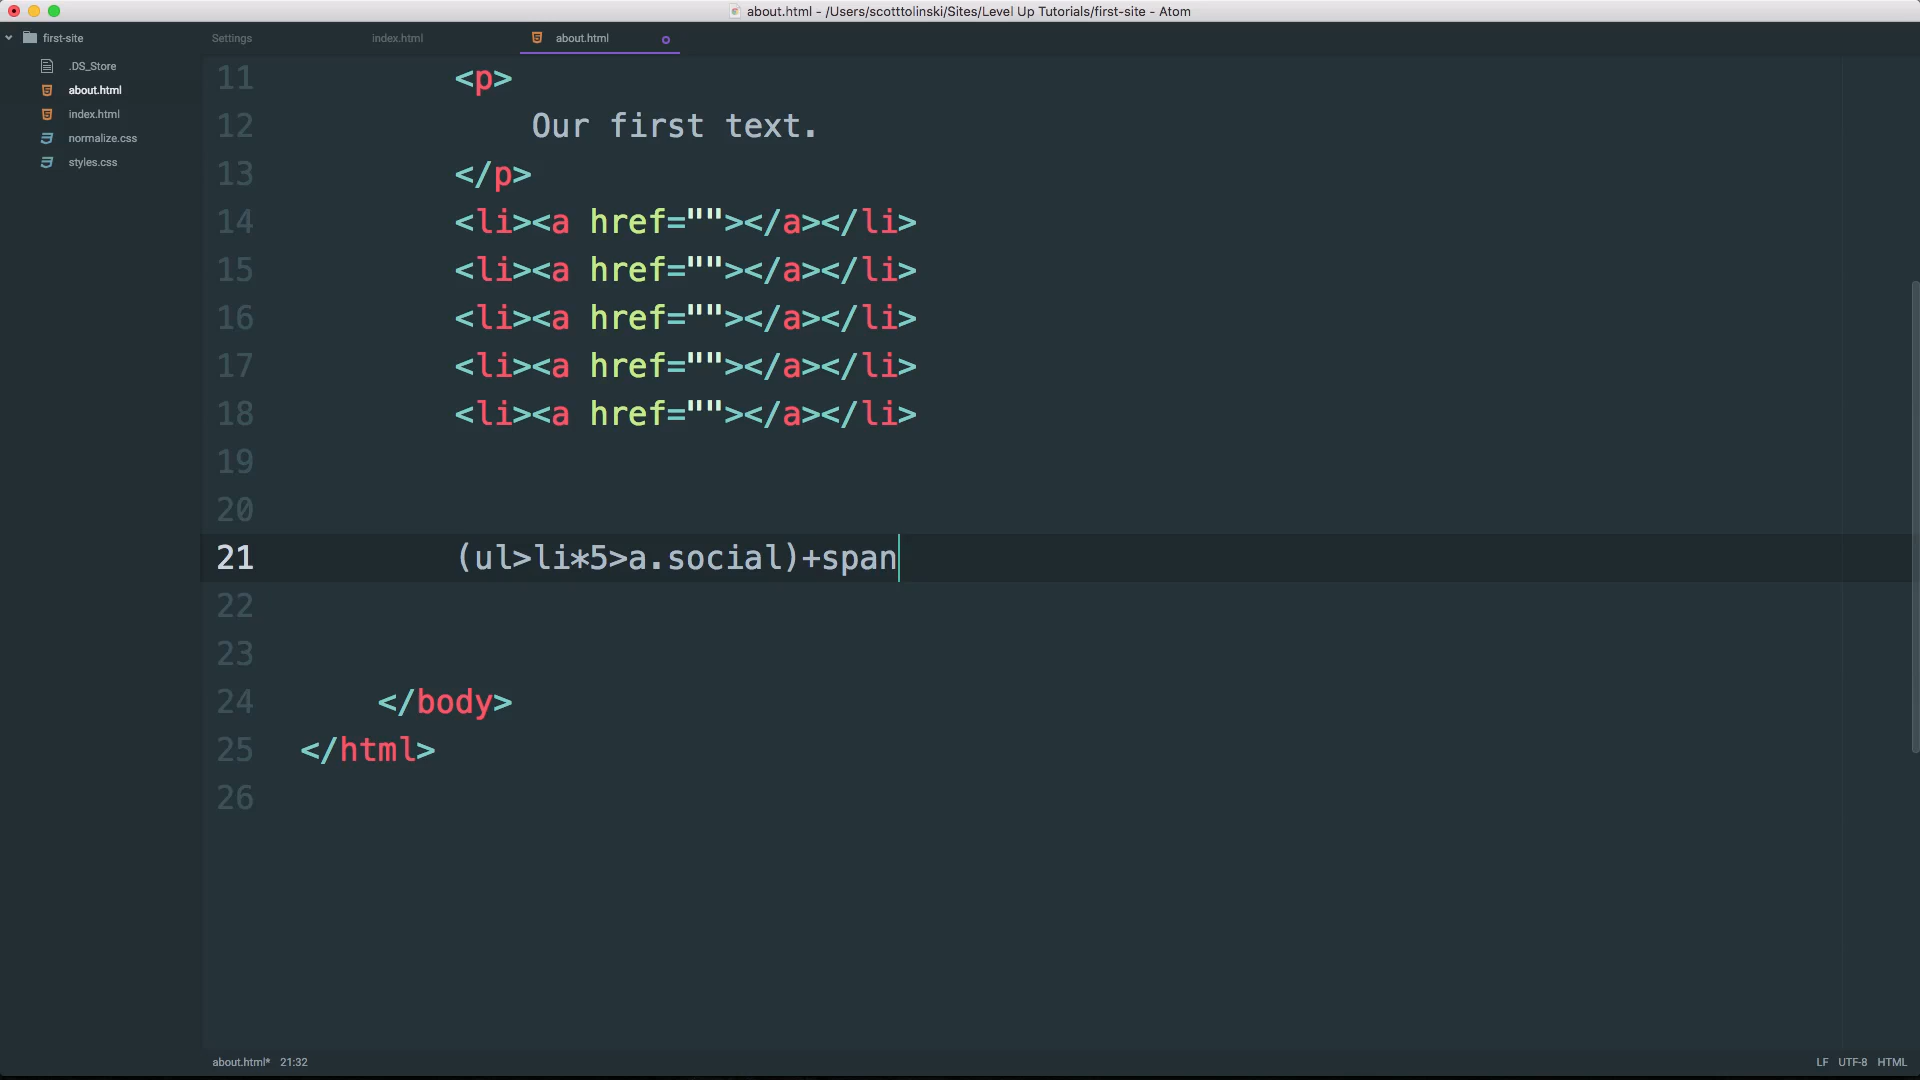 about.html - /Users/scotttolinski/Sites/Level Up Tutorials/first-site - Atom
first-site
.DS_Store
about.html
index.html
normalize.css
styles.css
Settings
index.html
about.html
11 <p>
12 Our first text.
13 </p>
14 <li><a href=""></a></li>
15 <li><a href=""></a></li>
16 <li><a href=""></a></li>
17 <li><a href=""></a></li>
18 <li><a href=""></a></li>
19
20
21 (ul>li*5>a.social)+span
22
23
24 </body>
25 </html>
26
about.html* 21:32
LF UTF-8 HTML